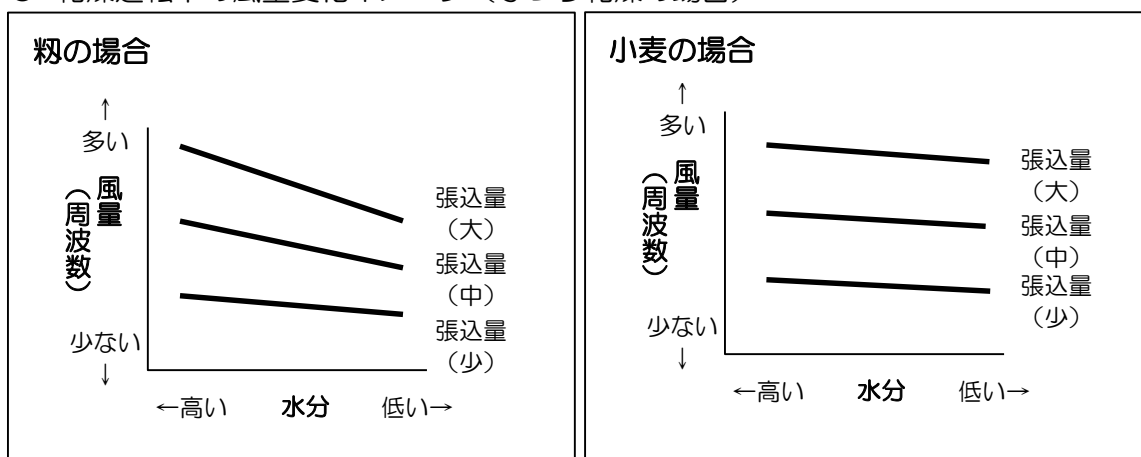 籾の場合
↑
多い
風量
(周波数)
少ない
↓
張込量
(大)
張込量
(中)
張込量
(少)
←高い 水分 低い→
小麦の場合
↑
多い
風量
(周波数)
少ない
↓
張込量
(大)
張込量
(中)
張込量
(少)
←高い 水分 低い→